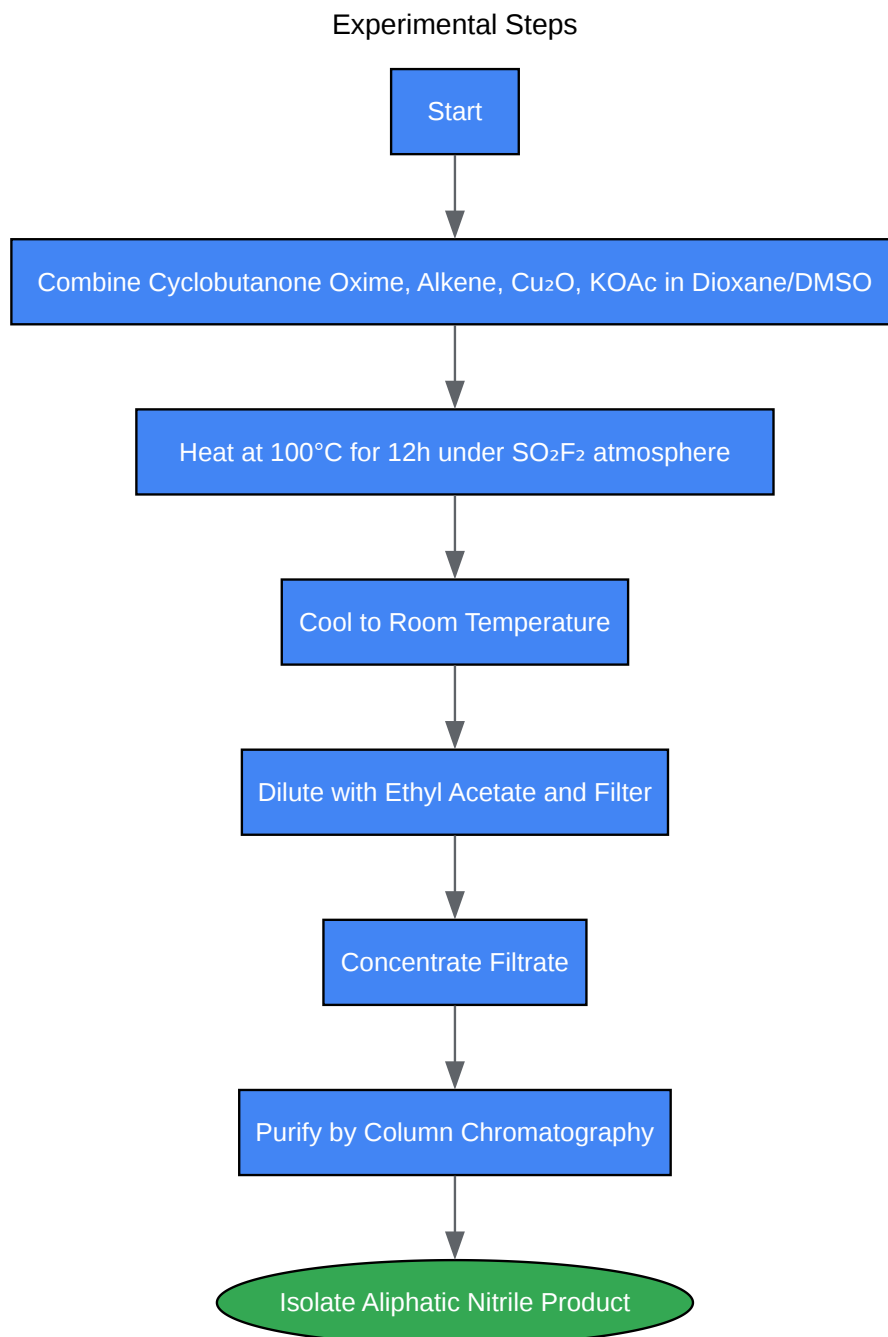 Experimental Steps
Start
Combine Cyclobutanone Oxime, Alkene, Cu₂O, KOAc in Dioxane/DMSO
Heat at 100°C for 12h under SO₂F₂ atmosphere
Cool to Room Temperature
Dilute with Ethyl Acetate and Filter
Concentrate Filtrate
Purify by Column Chromatography
Isolate Aliphatic Nitrile Product